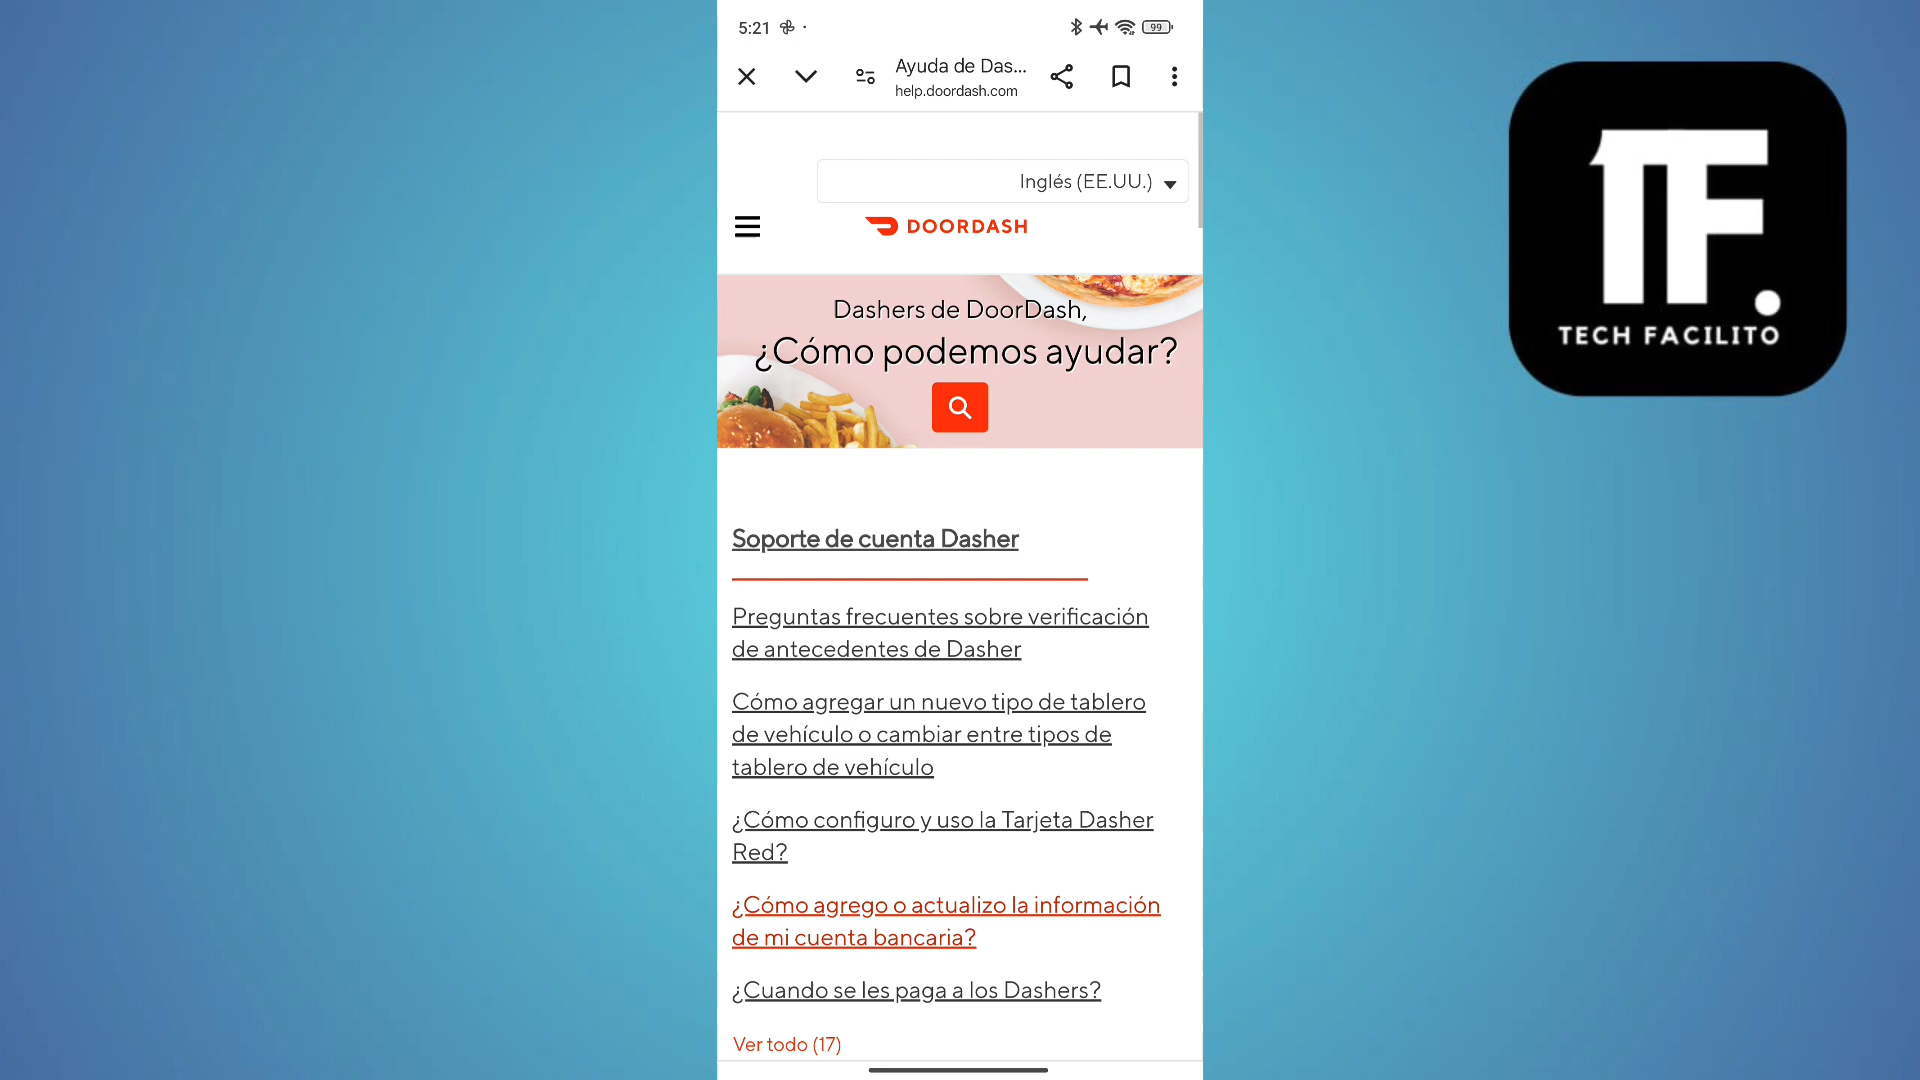 5:21
99
Ayuda de Das...
help.doordash.com
Inglés (EE.UU.)
DOORDASH
Dashers de DoorDash,
¿Cómo podemos ayudar?
Soporte de cuenta Dasher
Preguntas frecuentes sobre verificación
de antecedentes de Dasher
Cómo agregar un nuevo tipo de tablero
de vehículo o cambiar entre tipos de
tablero de vehículo
¿Cómo configuro y uso la Tarjeta Dasher
Red?
¿Cómo agrego o actualizo la información
de mi cuenta bancaria?
¿Cuando se les paga a los Dashers?
Ver todo (17)
TF.
TECH FACILITO